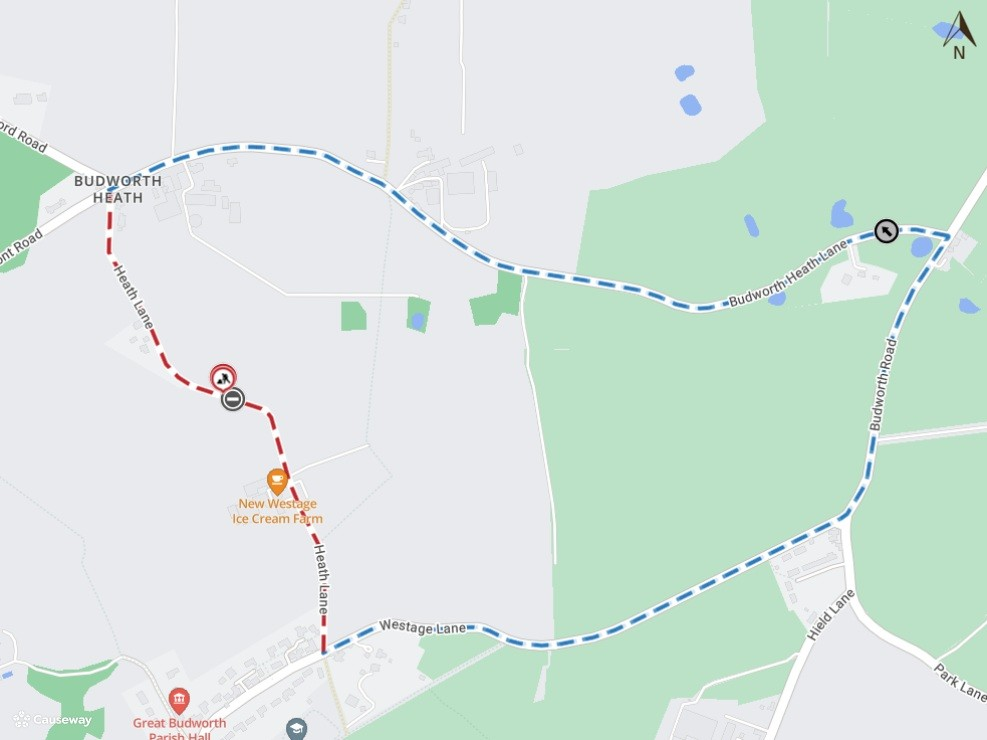 N
ord Road
BUDWORTH
HEATH
ont Road
Heath Lane
Budworth Heath Lane
Budworth Road
New Westage
Ice Cream Farm
Heath Lane
Westage Lane
Hield Lane
Park Lane
Great Budworth
Parish Hall
Causeway